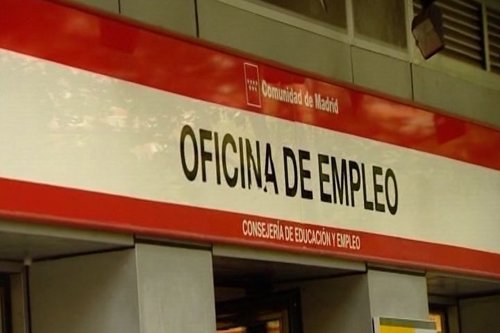 Comunidad de Madrid
OFICINA DE EMPLEO
CONSEJERÍA DE EDUCACIÓN Y EMPLEO